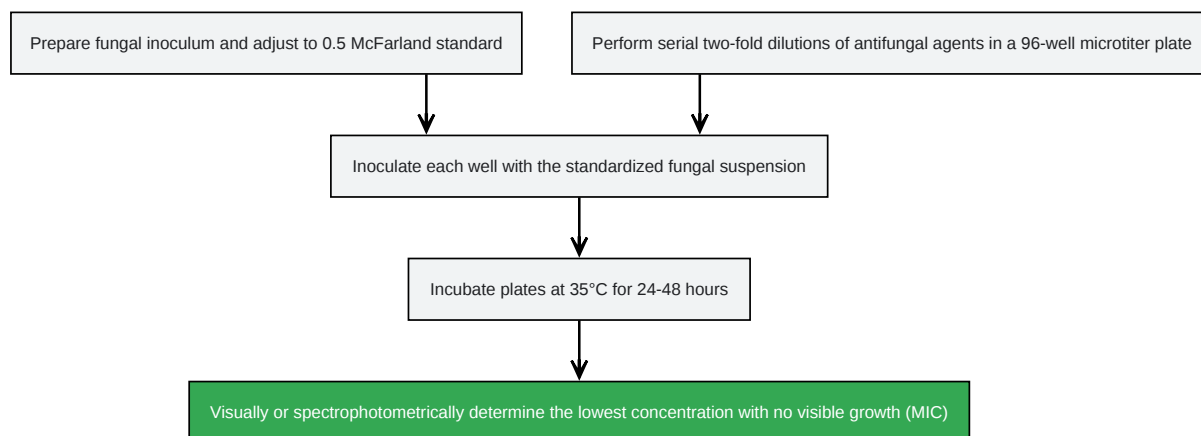 Prepare fungal inoculum and adjust to 0.5 McFarland standard
Perform serial two-fold dilutions of antifungal agents in a 96-well microtiter plate
Inoculate each well with the standardized fungal suspension
Incubate plates at 35°C for 24-48 hours
Visually or spectrophotometrically determine the lowest concentration with no visible growth (MIC)